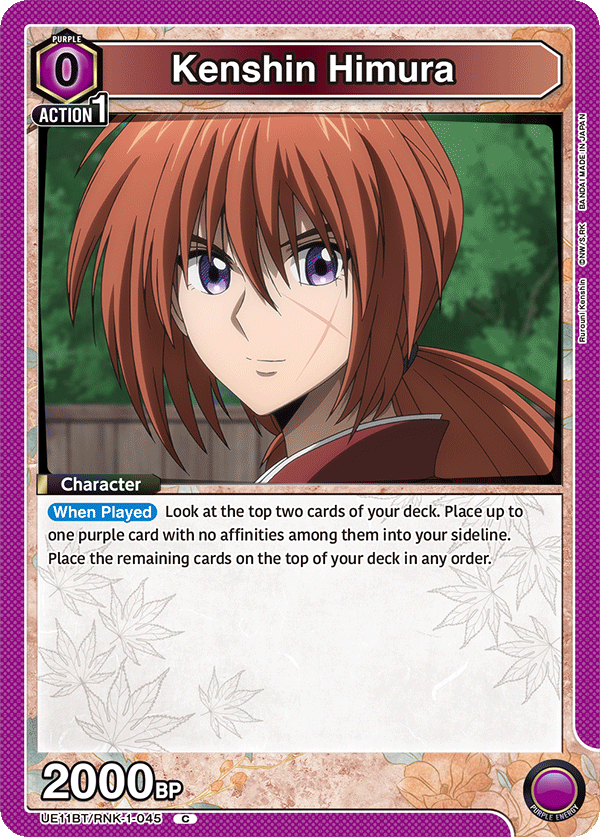 PURPLE
0
Kenshin Himura
ACTION 1
Rurouni Kenshin ©NW/S,RK BANDAI MADE IN JAPAN
Character
When Played Look at the top two cards of your deck. Place up to
one purple card with no affinities among them into your sideline.
Place the remaining cards on the top of your deck in any order.
2000 BP
PURPLE ENERGY
UE11BT/RNK-1-045 C